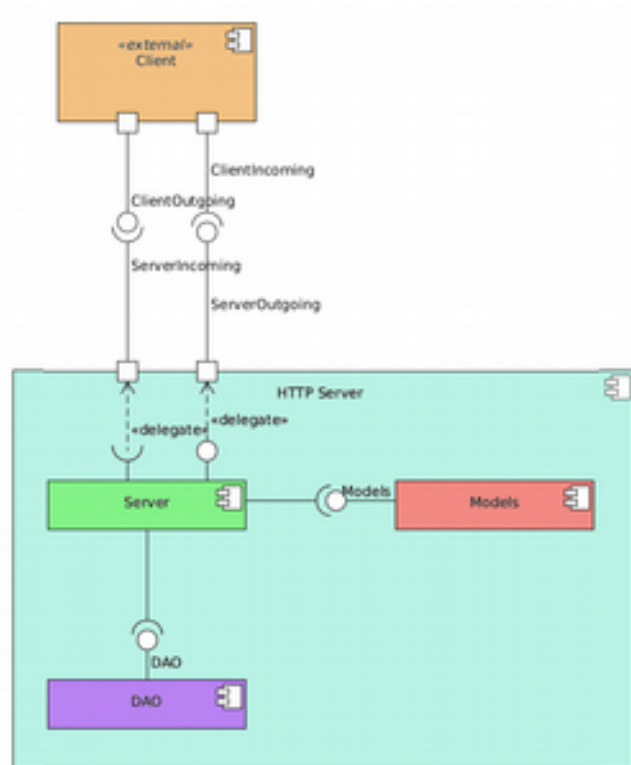 «external»
Client
ClientIncoming
ClientOutgoing
ServerIncoming
ServerOutgoing
HTTP Server
«delegate»
«delegate»
Server
Models
Models
DAO
DAO